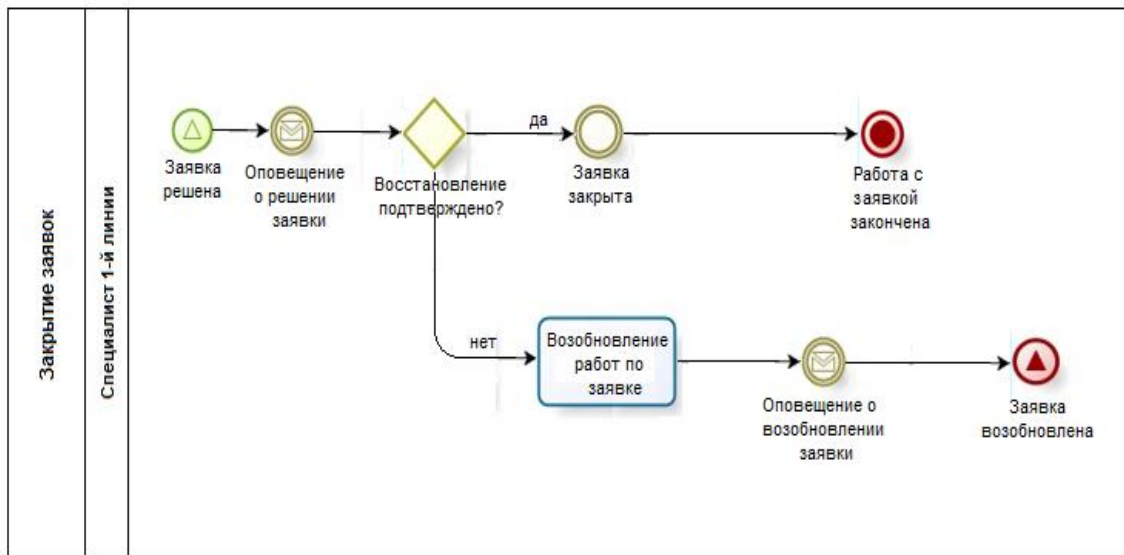 Закрытие заявок
Специалист 1-й линии
Заявка
решена
Оповещение
о решении
заявки
Восстановление
подтверждено?
да
Заявка
закрыта
Работа с
заявкой
закончена
нет
Возобновление
работ по
заявке
Оповещение о
возобновлении
заявки
Заявка
возобновлена